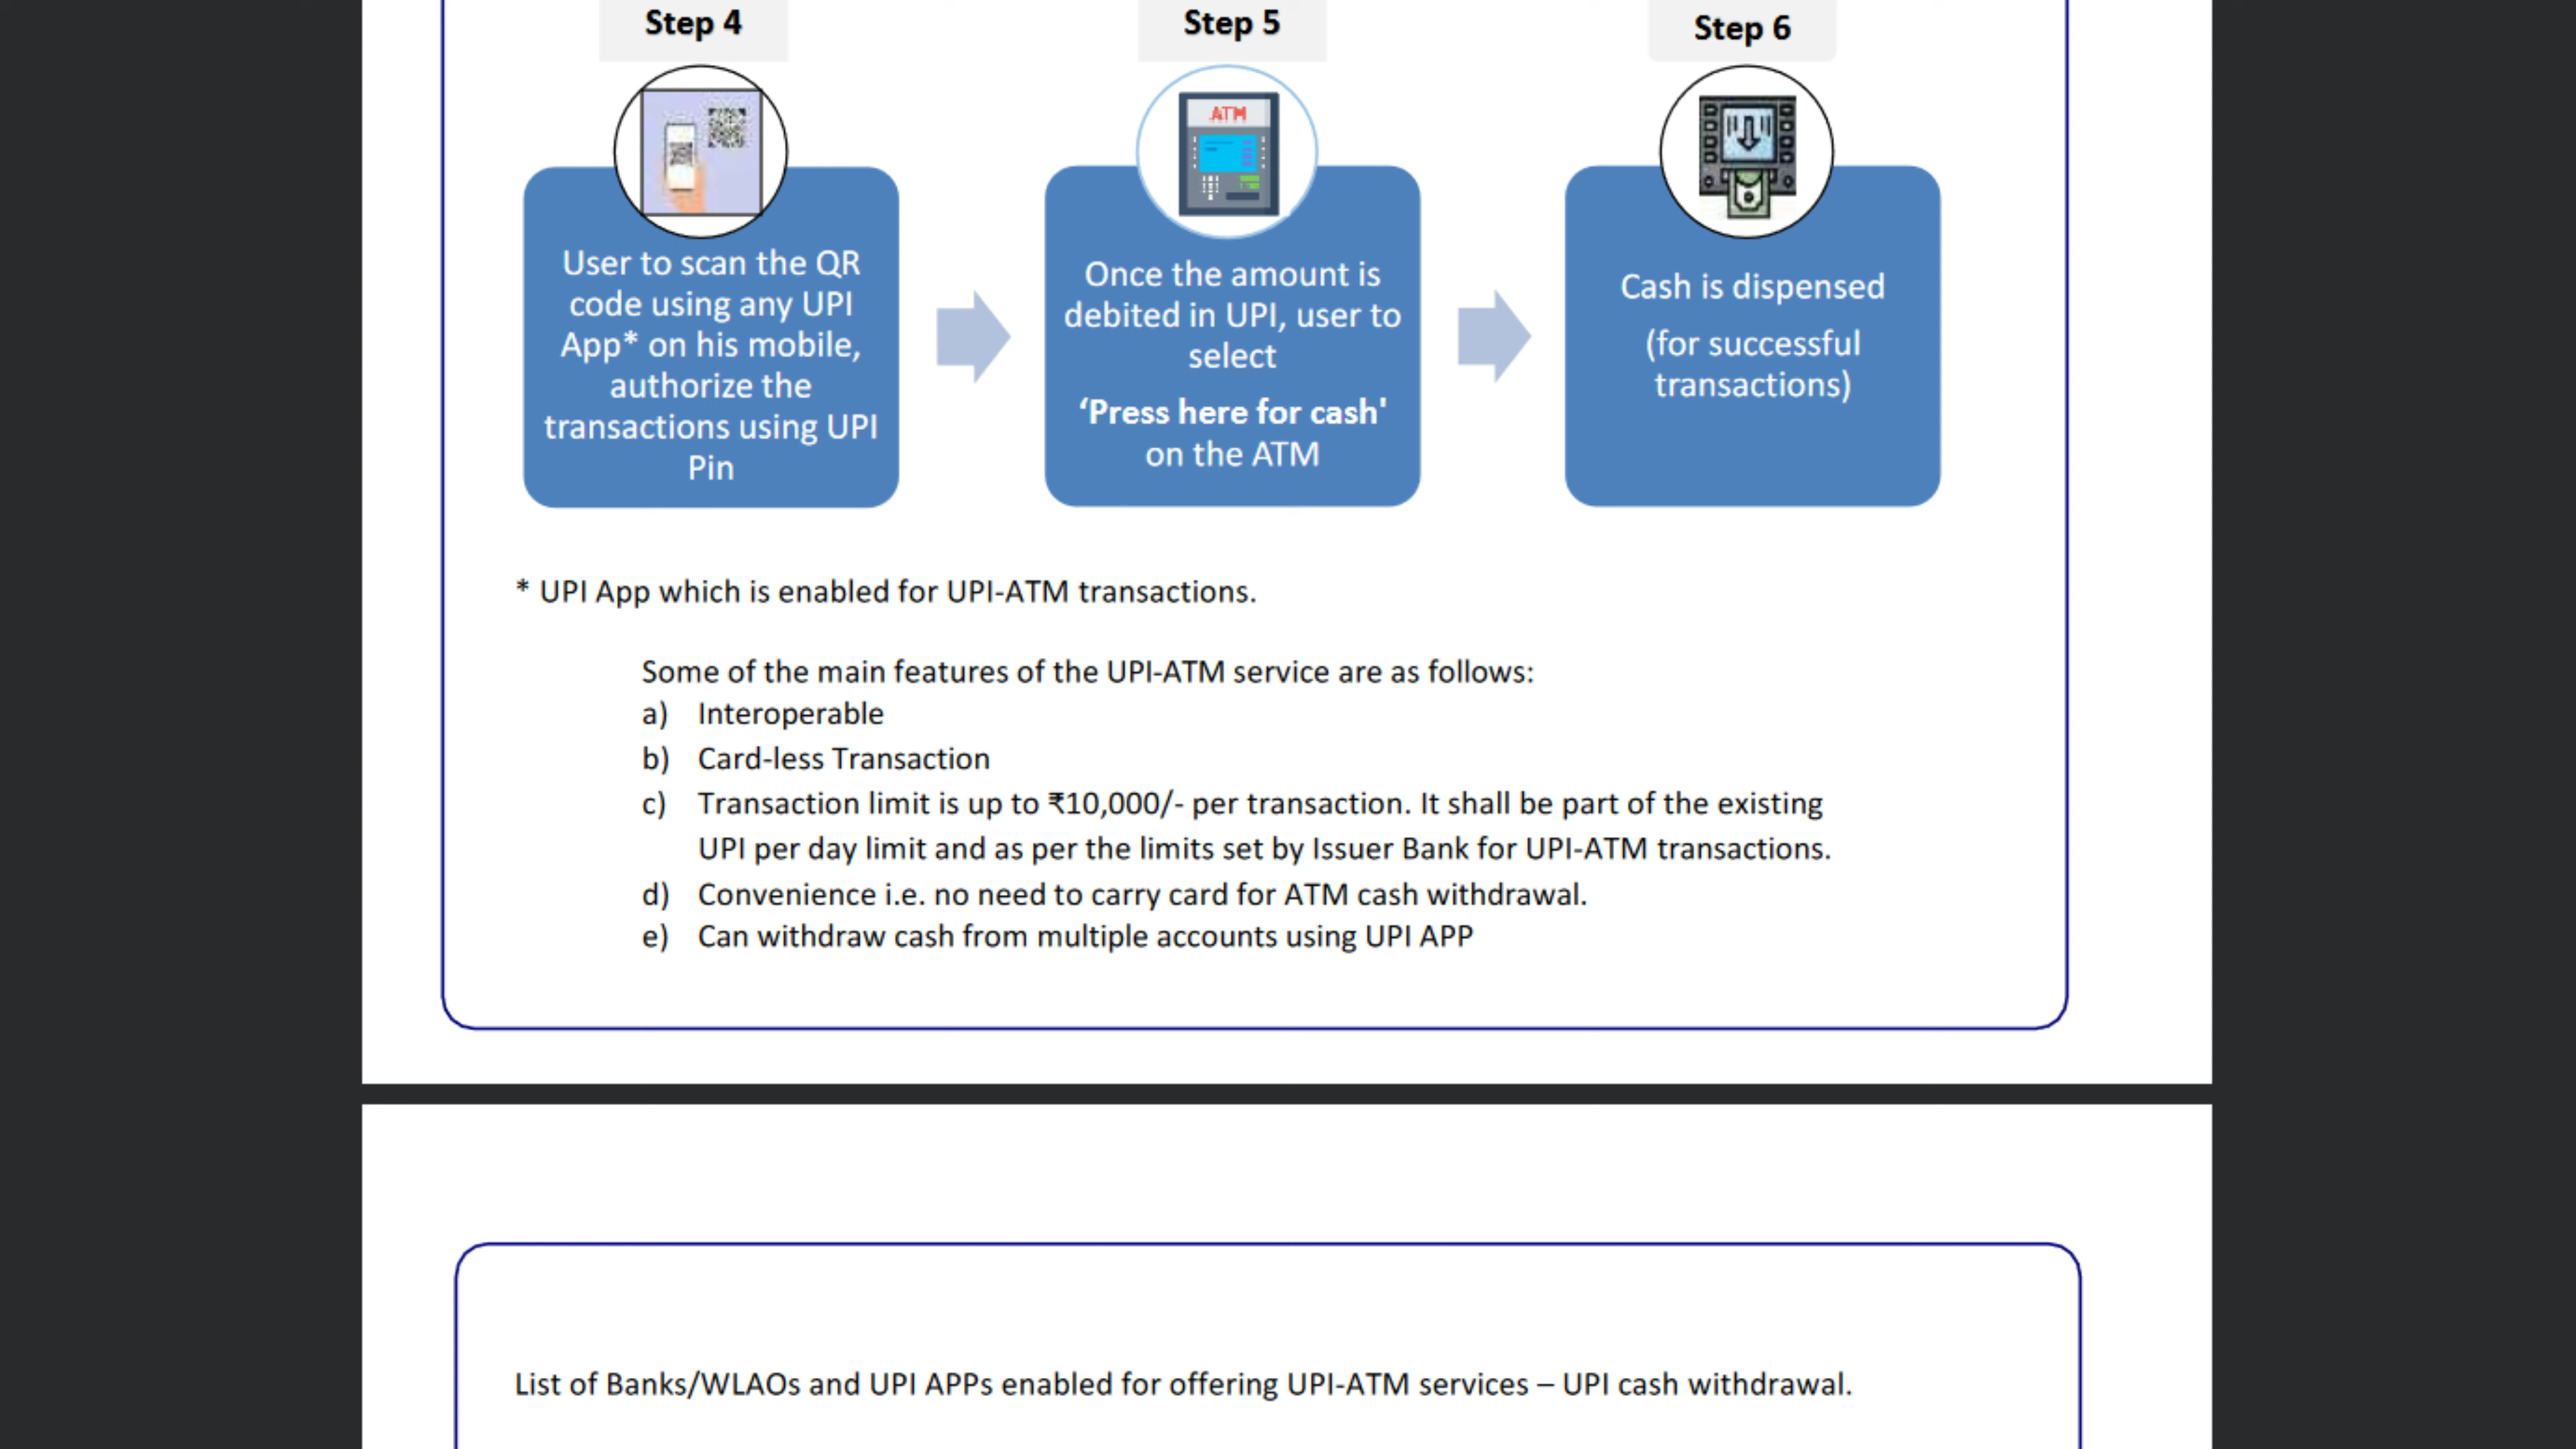 Step 4
Step 5
Step 6
ATM
User to scan the QR
code using any UPI
App* on his mobile,
authorize the
transactions using UPI
Pin
Once the amount is
debited in UPI, user to
select
‘Press here for cash'
on the ATM
Cash is dispensed
(for successful
transactions)
* UPI App which is enabled for UPI-ATM transactions.
Some of the main features of the UPI-ATM service are as follows:
a) Interoperable
b) Card-less Transaction
c) Transaction limit is up to ₹10,000/- per transaction. It shall be part of the existing
UPI per day limit and as per the limits set by Issuer Bank for UPI-ATM transactions.
d) Convenience i.e. no need to carry card for ATM cash withdrawal.
e) Can withdraw cash from multiple accounts using UPI APP
List of Banks/WLAOs and UPI APPs enabled for offering UPI-ATM services – UPI cash withdrawal.